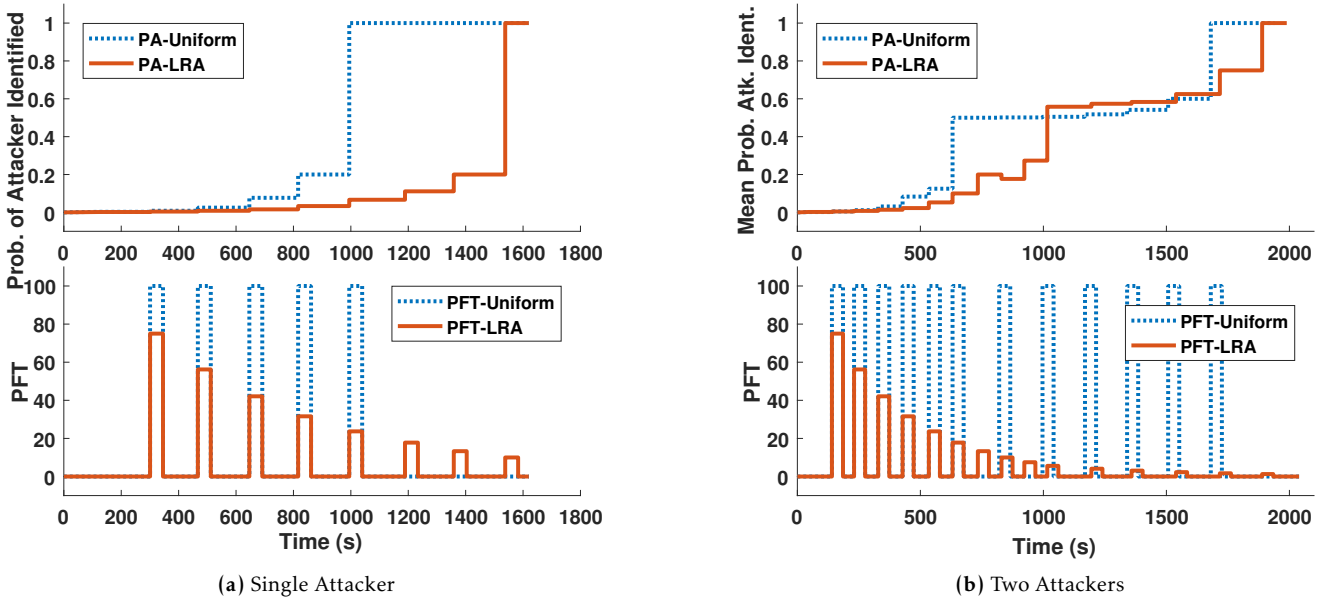 Prob. of Attacker Identified
1
0.8
0.6
0.4
0.2
0
PA-Uniform
PA-LRA
0 200 400 600 800 1000 1200 1400 1600 1800
PFT
100
80
60
40
20
0
PFT-Uniform
PFT-LRA
0 200 400 600 800 1000 1200 1400 1600 1800
Time (s)
(a) Single Attacker
Mean Prob. Atk. Ident.
1
0.8
0.6
0.4
0.2
0
PA-Uniform
PA-LRA
0 500 1000 1500 2000
PFT
100
80
60
40
20
0
PFT-Uniform
PFT-LRA
0 500 1000 1500 2000
Time (s)
(b) Two Attackers